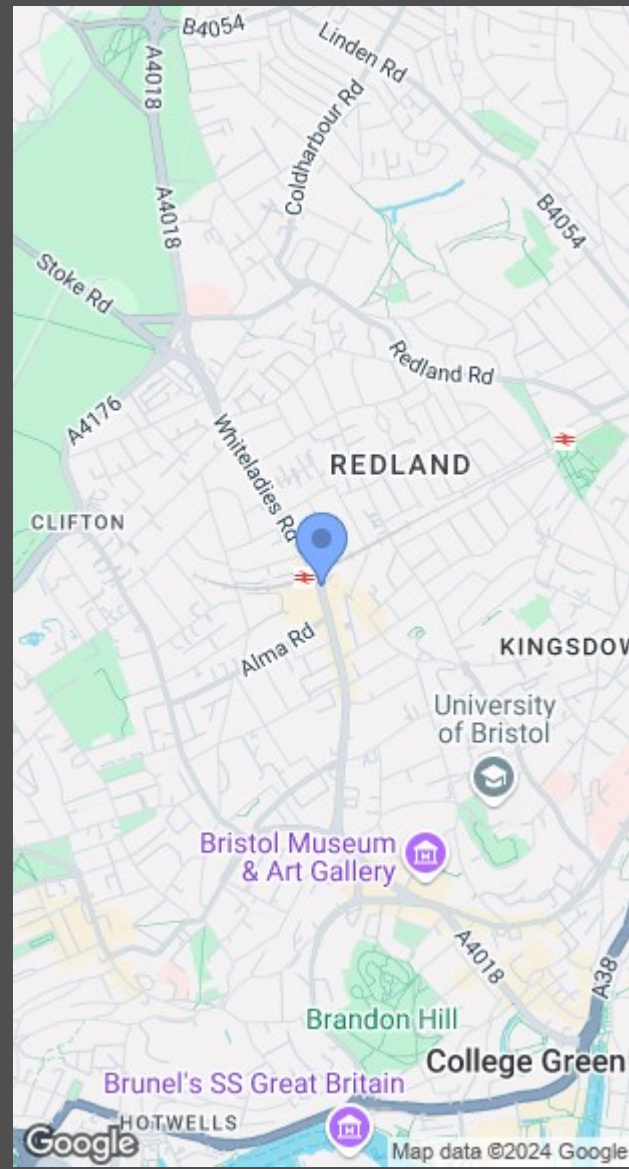 B4054
A4018
Linden Rd
Coldharbour Rd
A4018
B4054
Stoke Rd
Redland Rd
A4176
Whiteladies Rd
REDLAND
CLIFTON
Alma Rd
KINGSDOW
University
of Bristol
Bristol Museum
& Art Gallery
A4018
A38
Brandon Hill
College Green
Brunel's SS Great Britain
HOTWELLS
Google
Map data ©2024 Google